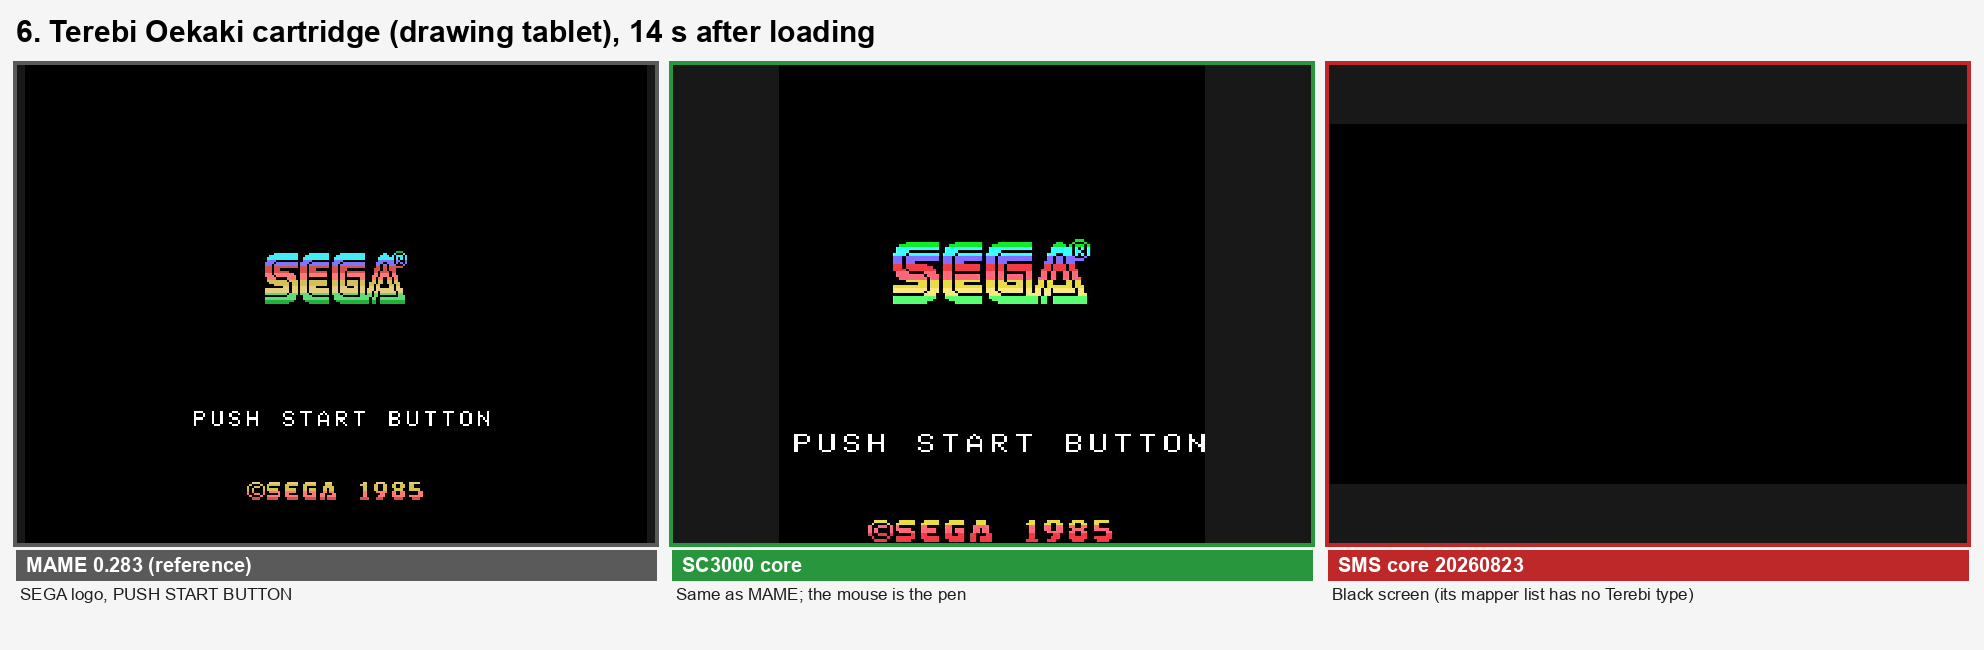 6. Terebi Oekaki cartridge (drawing tablet), 14 s after loading
SEGA®
PUSH START BUTTON
©SEGA 1985
MAME 0.283 (reference)
SEGA logo, PUSH START BUTTON
SEGA®
PUSH START BUTTON
©SEGA 1985
SC3000 core
Same as MAME; the mouse is the pen
SMS core 20260823
Black screen (its mapper list has no Terebi type)